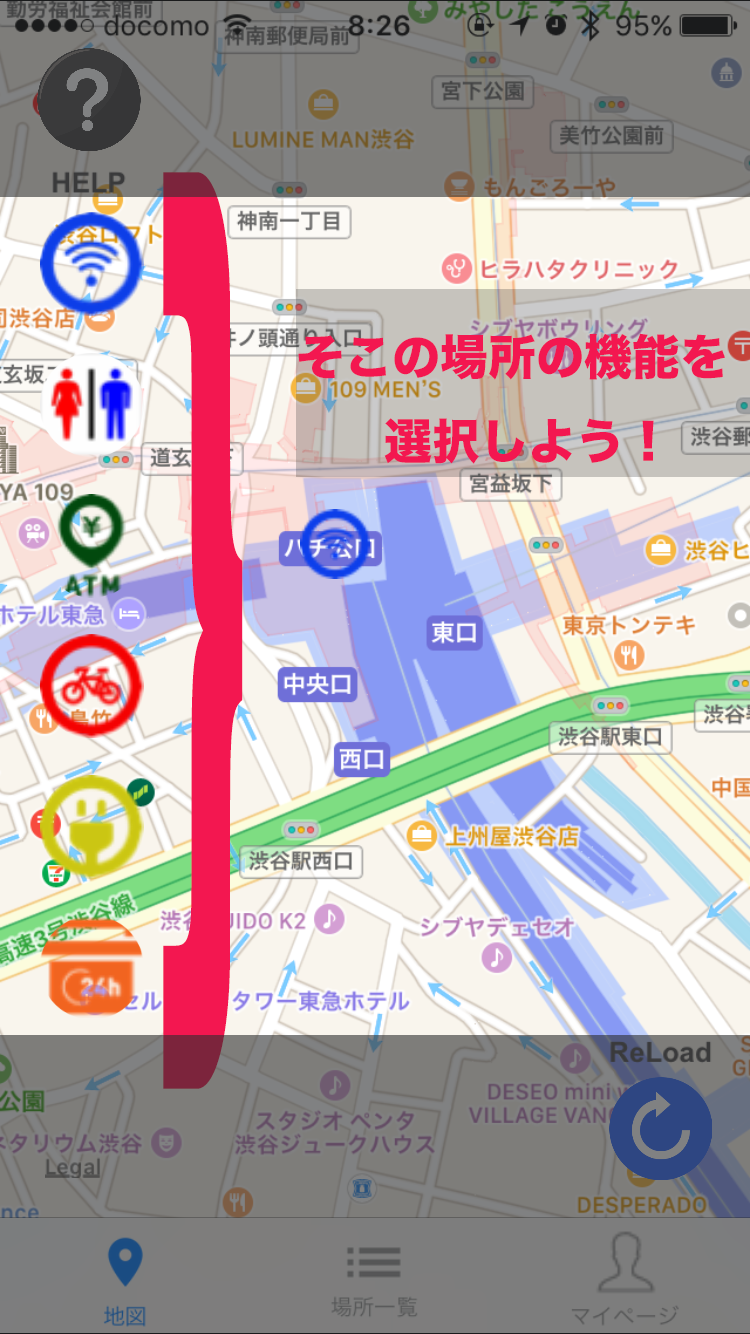 勤労福祉会館前
みやした こうえん
docomo
8:26
95%
神南郵便局前
宮下公園
LUMINE MAN渋谷
美竹公園前
HELP
もんごろーや
神南一丁目
渋谷ロフト
ヒラハタクリニック
司渋谷店
シブヤボウリング
井ノ頭通り入口
そこの場所の機能を
109 MEN'S
選択しよう！
道玄
渋谷郵
宮益坂下
YA 109
¥
ハチ公口
渋谷ヒ
ATM
ホテル東急
東京トンテキ
東口
中央口
鳥竹
渋谷
渋谷駅東口
西口
中国
上州屋渋谷店
渋谷駅西口
高速3号渋谷線
渋谷
UIDO K2
シブヤデェセオ
24h
セル
タワー東急ホテル
ReLoad
DESEO mini w
VILLAGE VANG
公園
スタジオ ペンタ
渋谷ジュークハウス
ネタリウム渋谷
Legal
DESPERADO
nce
地図
場所一覧
マイページ